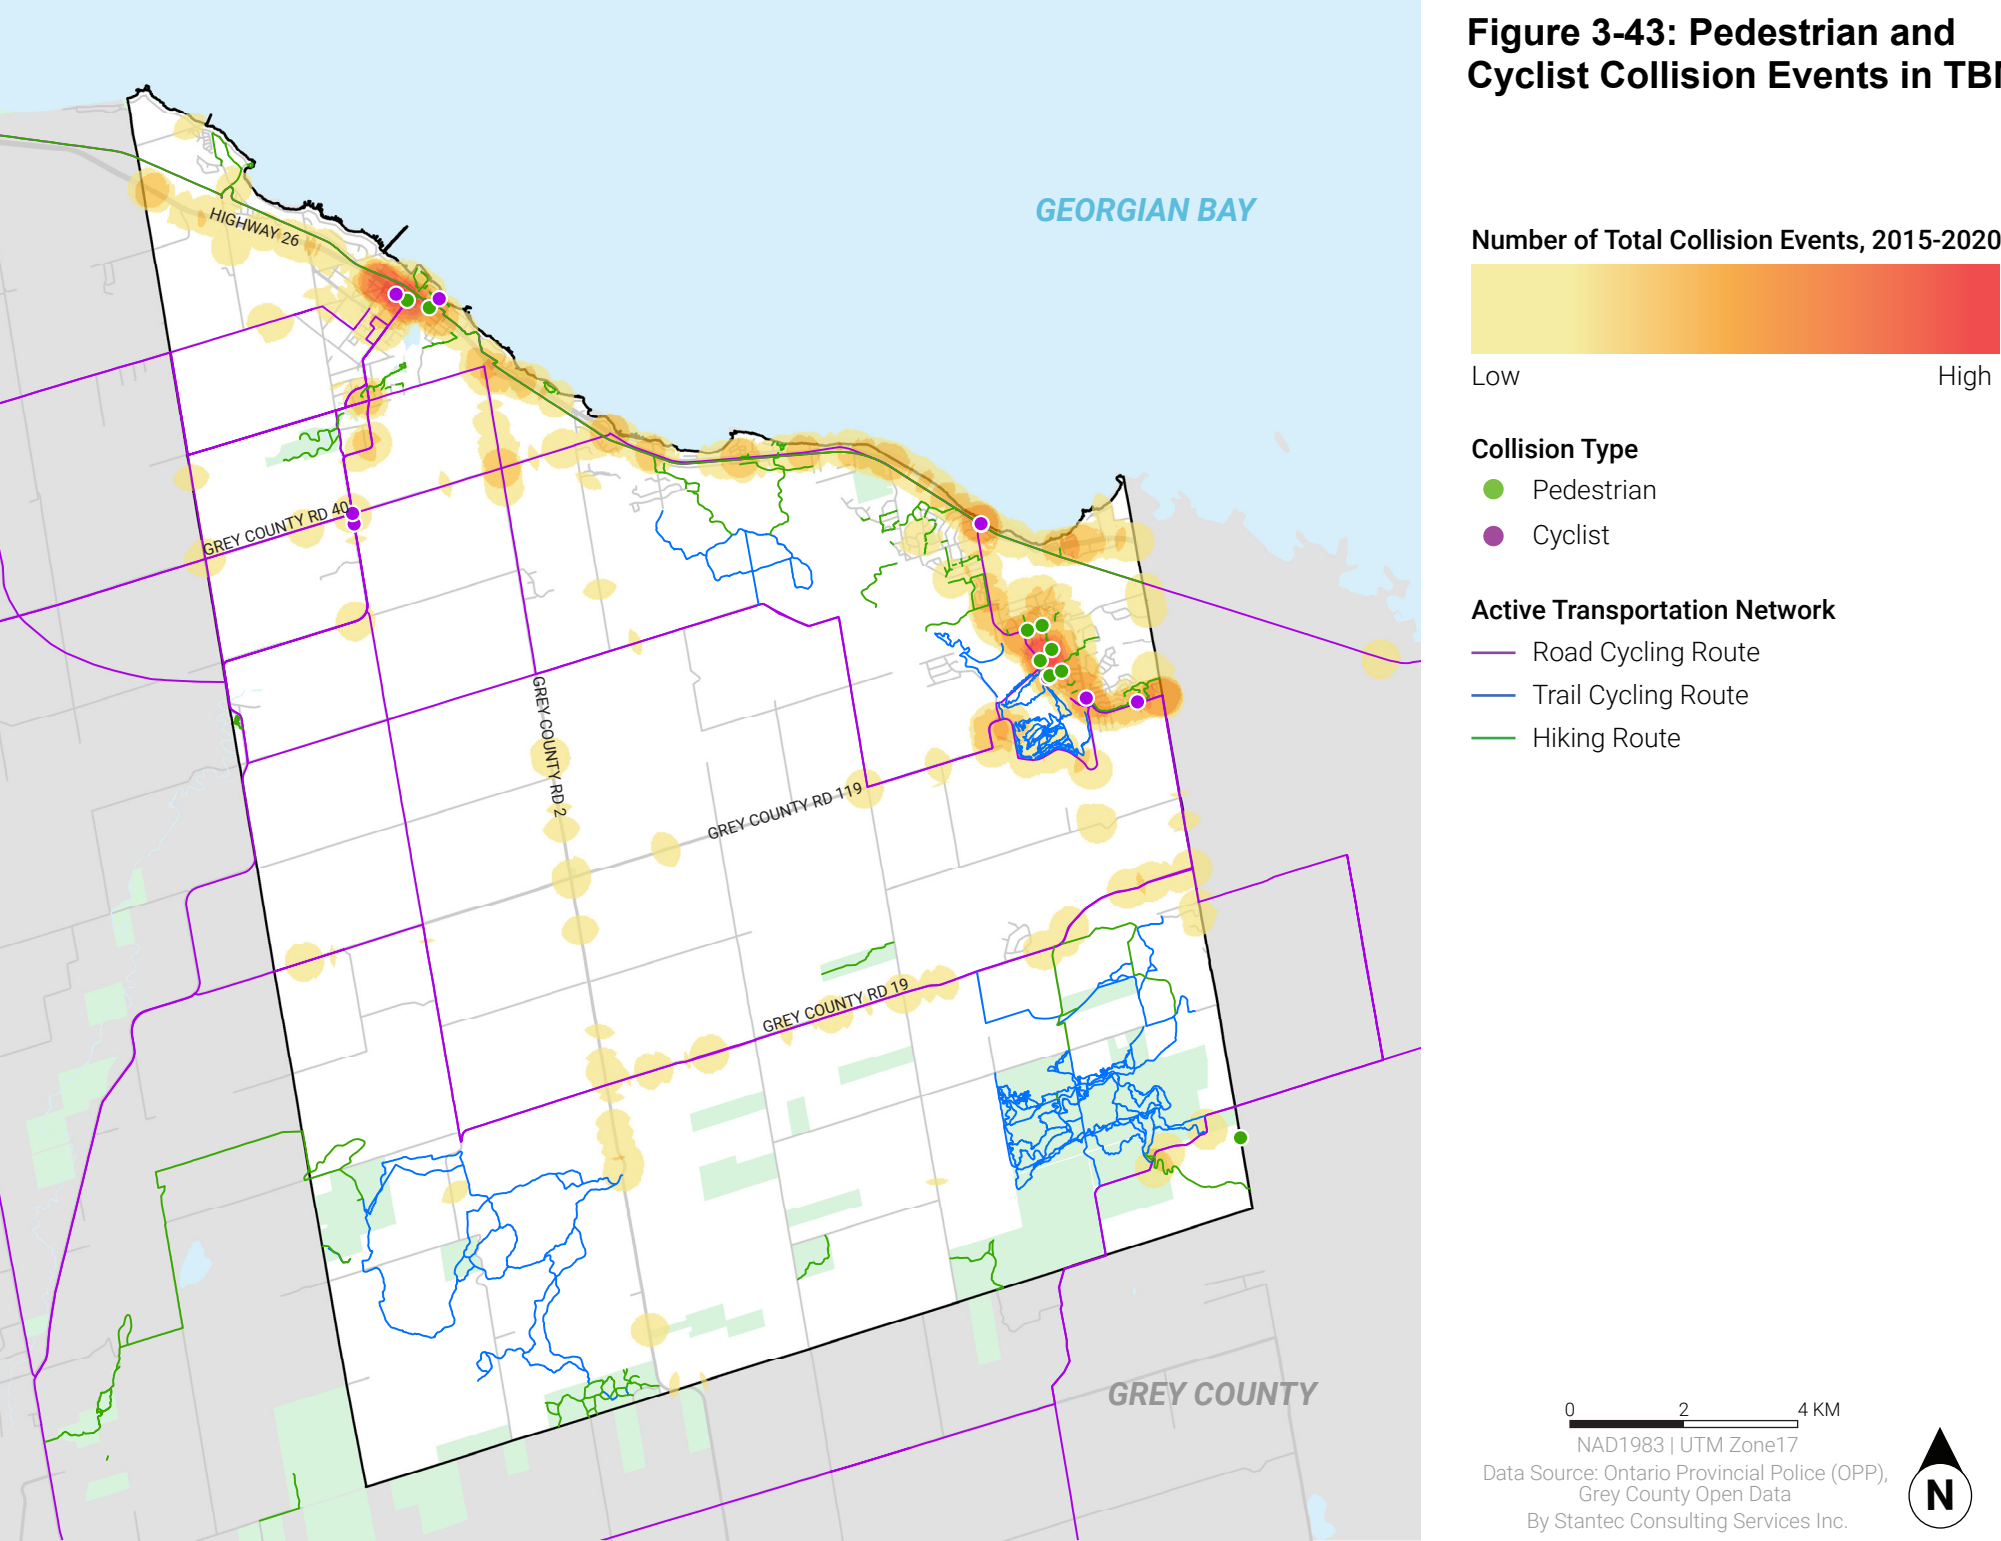 Figure 3-43: Pedestrian and
Cyclist Collision Events in
GEORGIAN BAY
Number of Total Collision Events, 2015-2020
Low High
Collision Type
Pedestrian
Cyclist
Active Transportation Network
Road Cycling Route
Trail Cycling Route
Hiking Route
HIGHWAY 26
GREY COUNTY RD 40
GREY COUNTY RD 2
GREY COUNTY RD 119
GREY COUNTY RD 19
GREY COUNTY
0 2 4 KM
NAD1983 | UTM Zone17
Data Source: Ontario Provincial Police (OPP),
Grey County Open Data
By Stantec Consulting Services Inc.
N